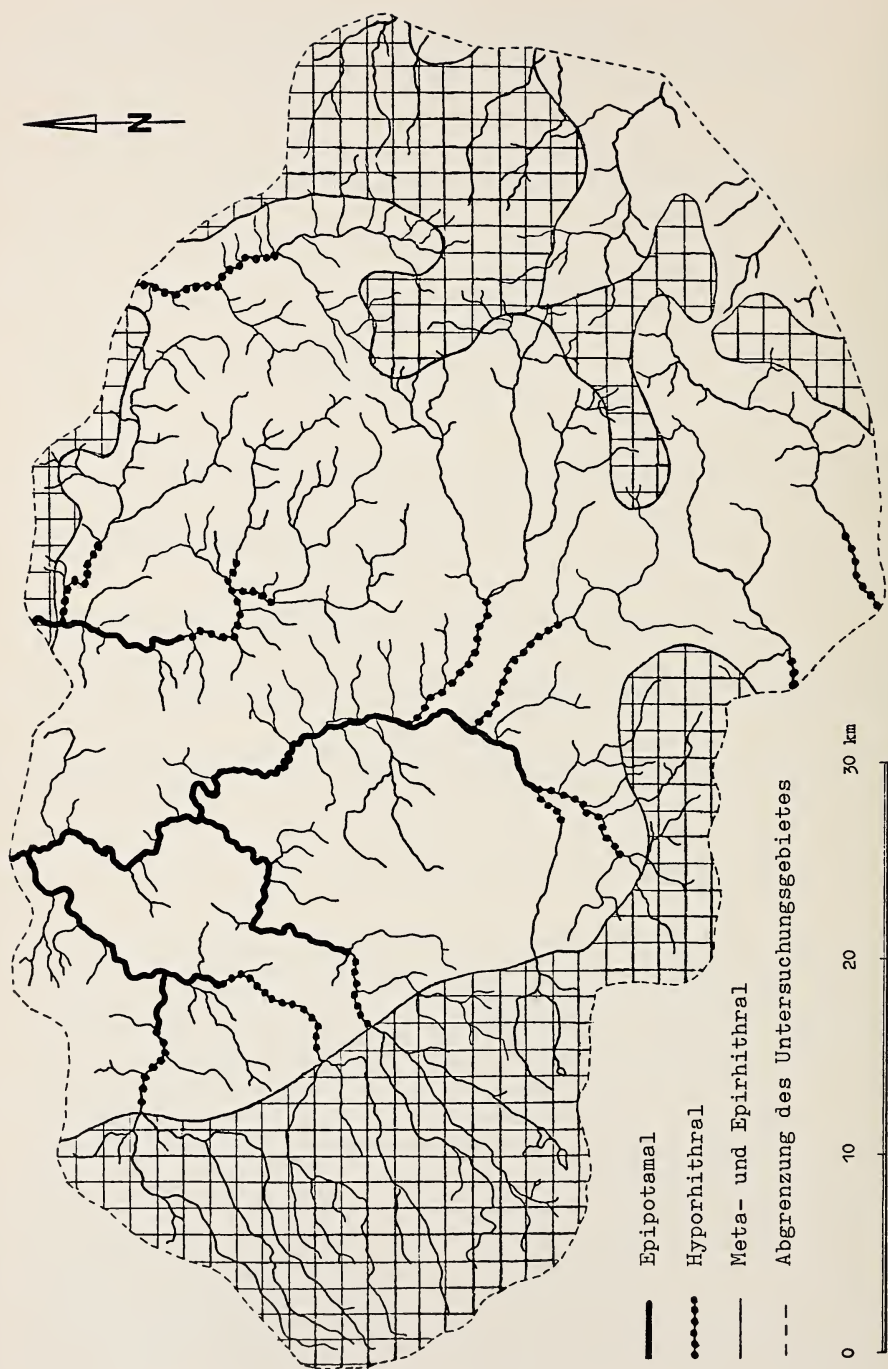 N
Epipotamal
Hyporhithral
Meta- und Epirhithral
Abgrenzung des Untersuchungsgebietes
0 10 20 30 km